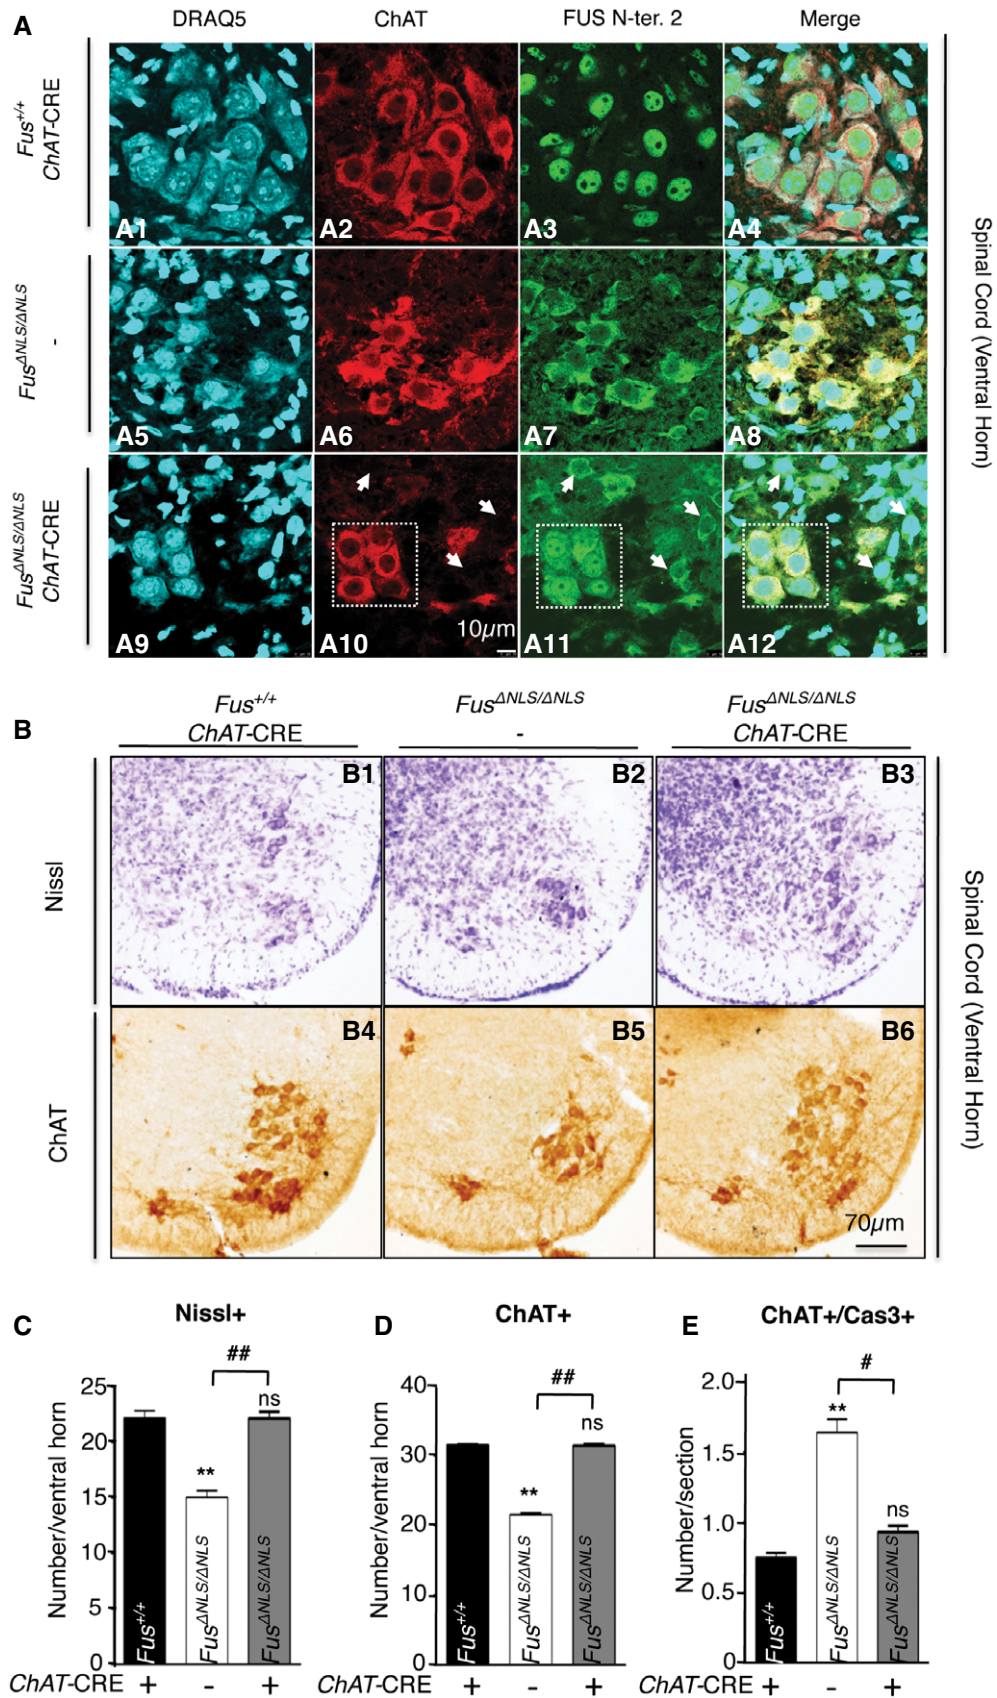 A
DRAQ5 ChAT FUS N-ter. 2 Merge
Fus+/+
ChAT-CRE
A1 A2 A3 A4
FusΔNLS/ΔNLS
-
A5 A6 A7 A8
FusΔNLS/ΔNLS
ChAT-CRE
10µm
A9 A10 A11 A12
Spinal Cord (Ventral Horn)
B
Fus+/+ FusΔNLS/ΔNLS FusΔNLS/ΔNLS
ChAT-CRE - ChAT-CRE
Nissl
B1 B2 B3
ChAT
B4 B5 B6
70µm
Spinal Cord (Ventral Horn)
C
Nissl+
##
ns
**
25
20
15
10
5
0
Number/ventral horn
Fus+/+
FusΔNLS/ΔNLS
FusΔNLS/ΔNLS
ChAT-CRE + - +
D
ChAT+
##
ns
**
40
30
20
10
0
Number/ventral horn
Fus+/+
FusΔNLS/ΔNLS
FusΔNLS/ΔNLS
+ - +
E
ChAT+/Cas3+
#
**
ns
2.0
1.5
1.0
0.5
0
Number/section
Fus+/+
FusΔNLS/ΔNLS
FusΔNLS/ΔNLS
ChAT-CRE + - +